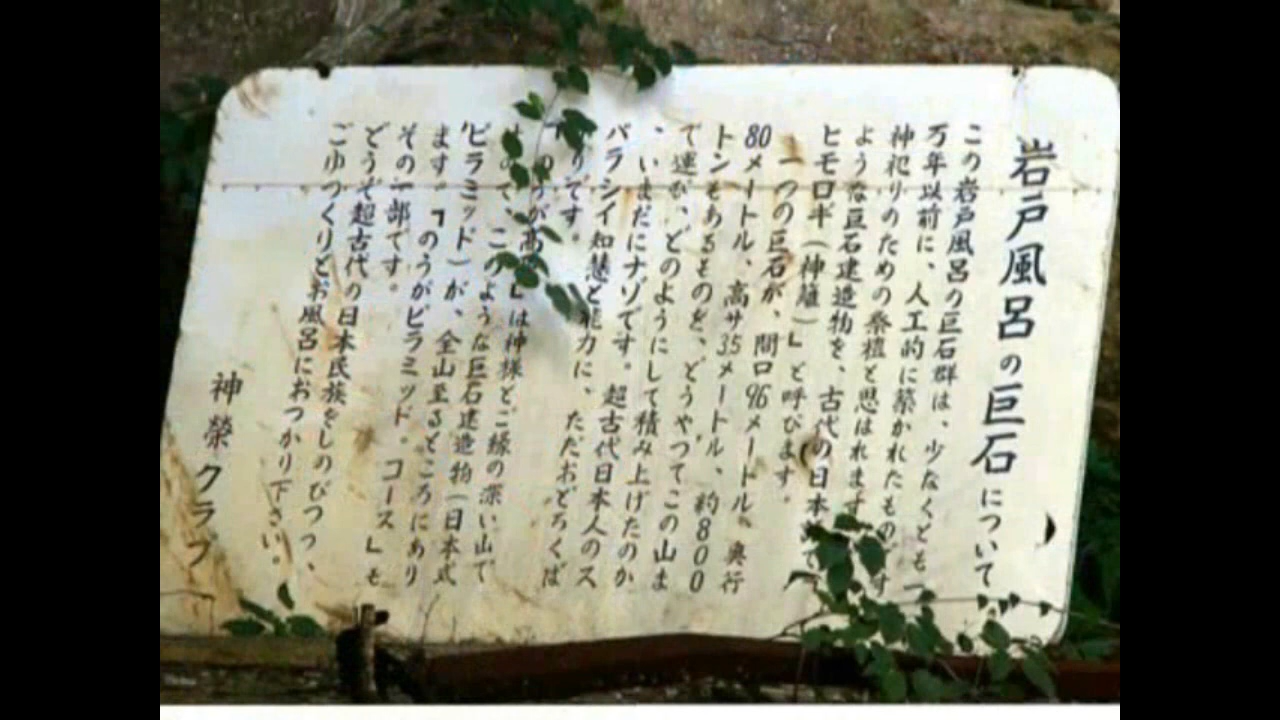 岩戸風呂の巨石について
この岩戸風呂の巨石群は、少なくとも一
万年以前に、人工的に築かれたもの
神祀りのための祭檀と思はれます
ような巨石建造物を、古代の日本
ヒモロギ(神籬)」と呼びます。
一つの巨石が、間口96メートル、奥行
80メートル、高サ35メートル、約800
トンもあるものを、どうやつてこの山ま
で運び、どのようにして積み上げたのか
、いまだにナゾです。超古代日本人のス
バラシイ知慧と能力に、ただおどろくば
りです。
のうが高 」は神様とご縁の深い山で
て、このような巨石建造物(日本式
ピラミッド)が、全山至るところにあり
ます。「のうがピラミッド。コース」も
その一部です。
どうぞ超古代の日本民族をしのびつつ、
ごゆつくりとお風呂におつかり下さい。
神榮クラブ